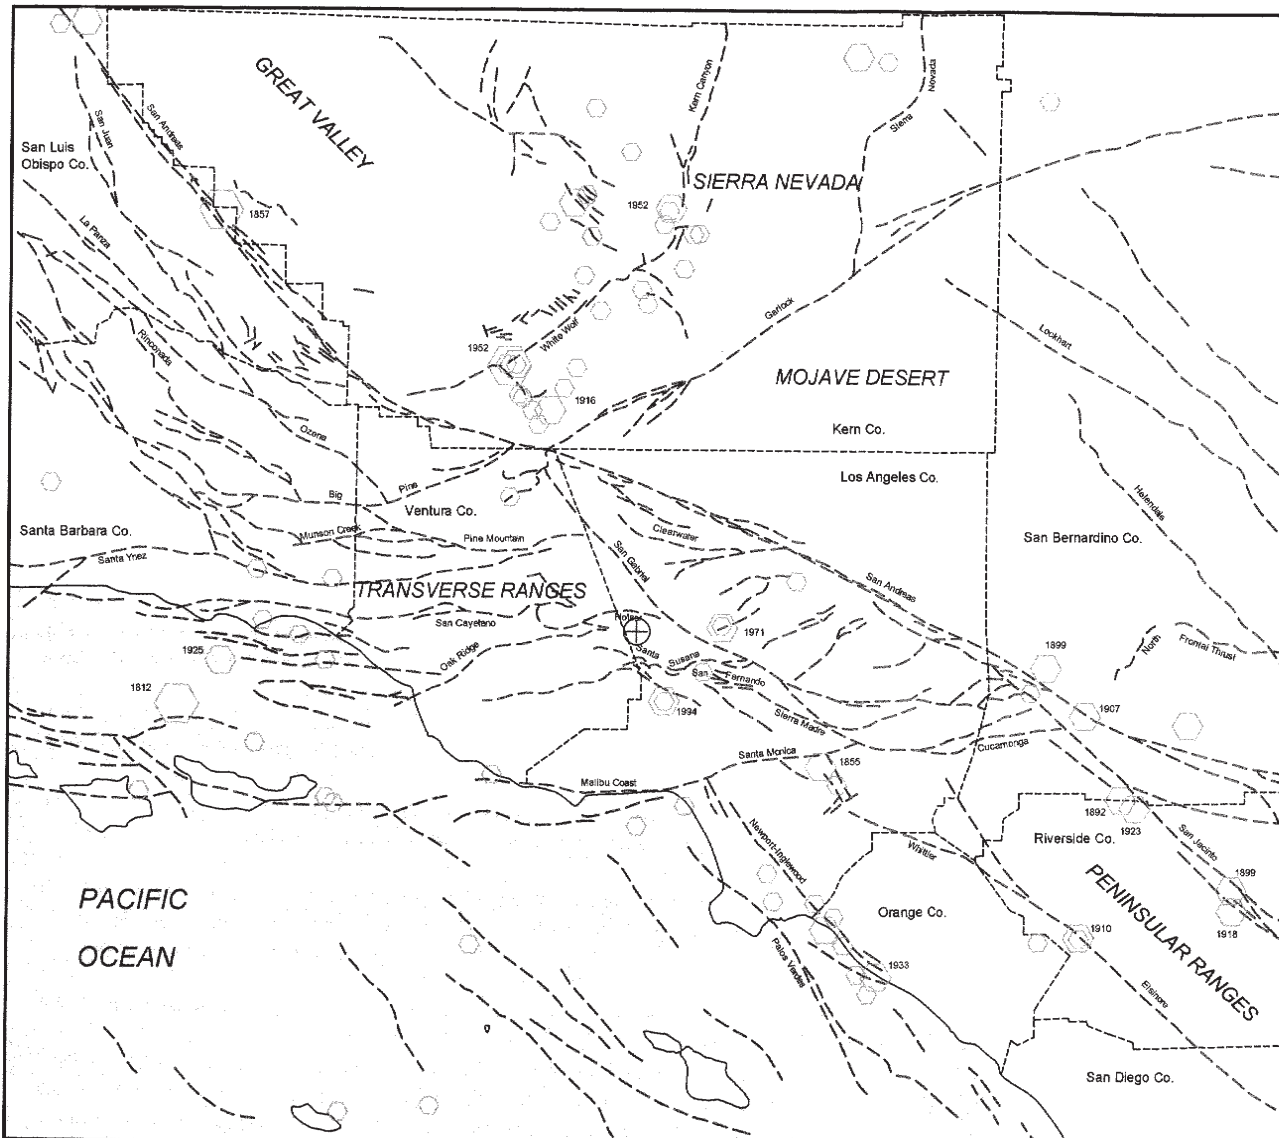 GREAT VALLEY
Kern Canyon
Nevada
Sierra
San Juan
San Andreas
San Luis
Obispo Co.
SIERRA NEVADA
1857
1952
La Panza
Garlock
Lockhart
Rinconada
White Wolf
1952
MOJAVE DESERT
1916
Ozena
Kern Co.
Los Angeles Co.
Big
Pine
Ventura Co.
Helendale
Santa Barbara Co.
Munson Creek
Pine Mountain
Clearwater
San Bernardino Co.
Santa Ynez
San Gabriel
San Andreas
TRANSVERSE RANGES
San Cayetano
Holser
1971
Oak Ridge
Santa
Susana
North
Frontal Thrust
1925
1899
San
Fernando
1812
1994
Sierra Madre
1907
Santa Monica
Cucamonga
1855
Malibu Coast
1892
1923
Newport-Inglewood
Whittier
Riverside Co.
San Jacinto
PACIFIC
OCEAN
Orange Co.
PENINSULAR RANGES
1899
1918
1910
Palos Verdes
1933
Elsinore
San Diego Co.